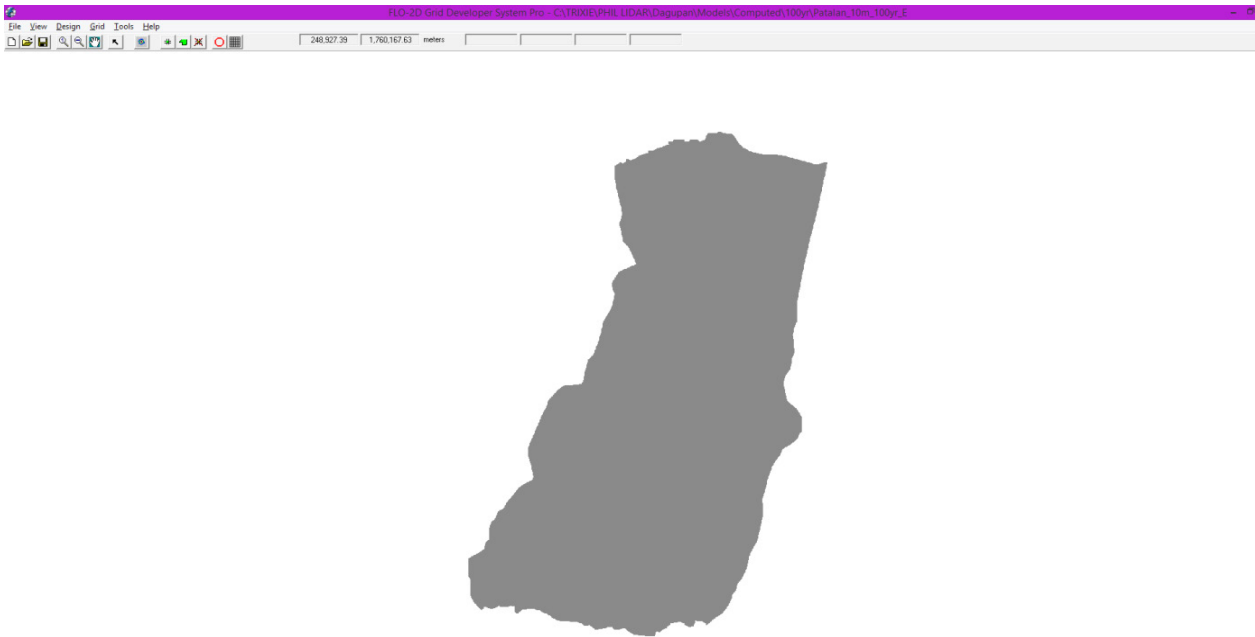 FLO-2D Grid Developer System Pro - C:\TRIXIE\PHIL LIDAR\Dagupan\Models\Computed\100yr\Patalan_10m_100yr_E
File View Design Grid Tools Help
248,927.39 1,760,167.63 meters